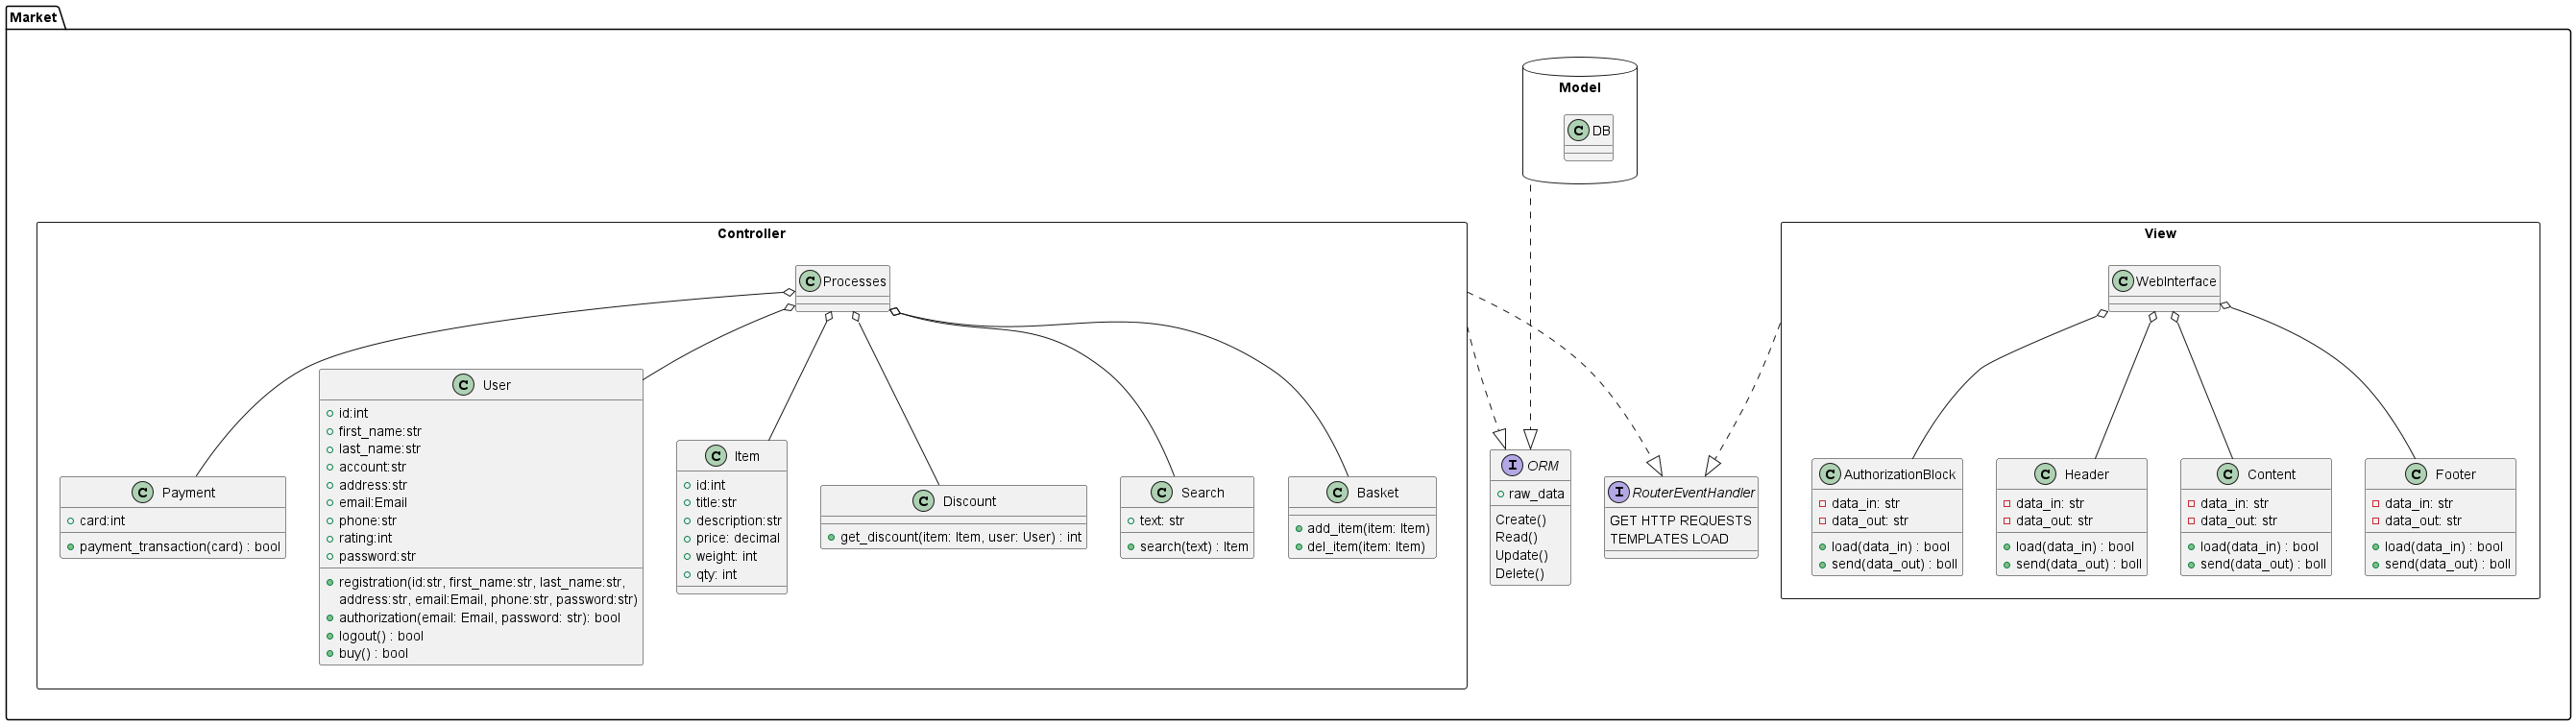 Market
Model
C DB
Controller
C Processes
View
C WebInterface
C Payment
card:int
payment_transaction(card) : bool
C User
id:int
first_name:str
last_name:str
account:str
address:str
email:Email
phone:str
rating:int
password:str
registration(id:str, first_name:str, last_name:str,
address:str, email:Email, phone:str, password:str)
authorization(email: Email, password: str): bool
logout() : bool
buy() : bool
C Item
id:int
title:str
description:str
price: decimal
weight: int
qty: int
C Discount
get_discount(item: Item, user: User) : int
C Search
text: str
search(text) : Item
C Basket
add_item(item: Item)
del_item(item: Item)
I ORM
raw_data
Create()
Read()
Update()
Delete()
I RouterEventHandler
GET HTTP REQUESTS
TEMPLATES LOAD
C AuthorizationBlock
data_in: str
data_out: str
load(data_in) : bool
send(data_out) : boll
C Header
data_in: str
data_out: str
load(data_in) : bool
send(data_out) : boll
C Content
data_in: str
data_out: str
load(data_in) : bool
send(data_out) : boll
C Footer
data_in: str
data_out: str
load(data_in) : bool
send(data_out) : boll